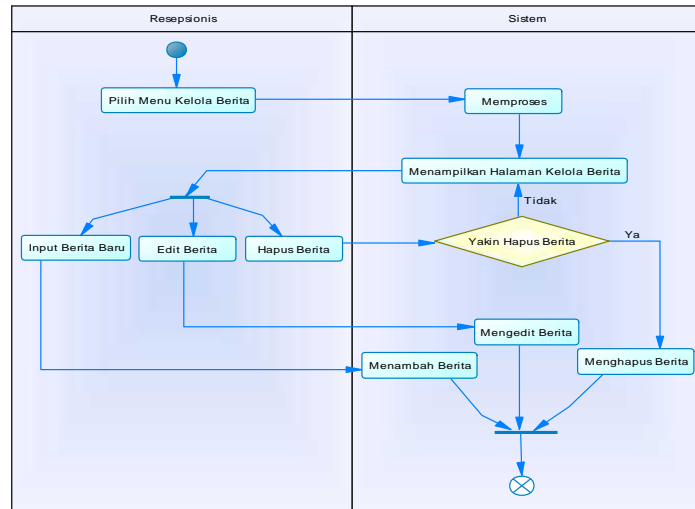 Resepsionis
Sistem
Pilih Menu Kelola Berita
Memproses
Menampilkan Halaman Kelola Berita
Tidak
Input Berita Baru
Edit Berita
Hapus Berita
Yakin Hapus Berita
Ya
Mengedit Berita
Menambah Berita
Menghapus Berita